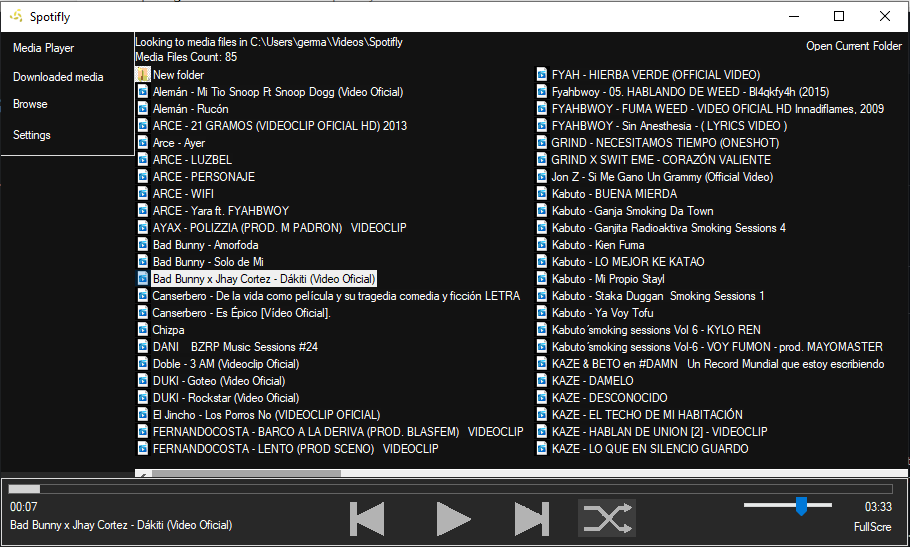 Spotifly
Media Player
Downloaded media
Browse
Settings
Looking to media files in C:\Users\germa\Videos\Spotifly
Media Files Count: 85
Open Current Folder
New folder
Alemán - Mi Tio Snoop Ft Snoop Dogg (Video Oficial)
Alemán - Rucón
ARCE - 21 GRAMOS (VIDEOCLIP OFICIAL HD) 2013
Arce - Ayer
ARCE - LUZBEL
ARCE - PERSONAJE
ARCE - WIFI
ARCE - Yara ft. FYAHBWOY
AYAX - POLIZZIA (PROD. M PADRON)   VIDEOCLIP
Bad Bunny - Amorfoda
Bad Bunny - Solo de Mi
Bad Bunny x Jhay Cortez - Dákiti (Video Oficial)
Canserbero - De la vida como película y su tragedia comedia y ficción LETRA
Canserbero - Es Épico [Vídeo Oficial].
Chizpa
DANI    BZRP Music Sessions #24
Doble - 3 AM (Videoclip Oficial)
DUKI - Goteo (Video Oficial)
DUKI - Rockstar (Video Oficial)
El Jincho - Los Porros No (VIDEOCLIP OFICIAL)
FERNANDOCOSTA - BARCO A LA DERIVA (PROD. BLASFEM)   VIDEOCLIP
FERNANDOCOSTA - LENTO (PROD SCENO)   VIDEOCLIP
FYAH - HIERBA VERDE (OFFICIAL VIDEO)
Fyahbwoy - 05. HABLANDO DE WEED - Bl4qkfy4h (2015)
FYAHBWOY - FUMA WEED - VIDEO OFICIAL HD Innadiflames, 2009
FYAHBWOY - Sin Anesthesia - ( LYRICS VIDEO )
GRIND - NECESITAMOS TIEMPO (ONESHOT)
GRIND X SWIT EME - CORAZÓN VALIENTE
Jon Z - Si Me Gano Un Grammy (Official Video)
Kabuto - BUENA MIERDA
Kabuto - Ganja Smoking Da Town
Kabuto - Ganjita Radioaktiva Smoking Sessions 4
Kabuto - Kien Fuma
Kabuto - LO MEJOR KE KATAO
Kabuto - Mi Propio Stayl
Kabuto - Staka Duggan  Smoking Sessions 1
Kabuto - Ya Voy Tofu
Kabuto´smoking sessions Vol 6 - KYLO REN
Kabuto´smoking sessions Vol-6 - VOY FUMON - prod. MAYOMASTER
KAZE & BETO en #DAMN   Un Record Mundial que estoy escribiendo
KAZE - DAMELO
KAZE - DESCONOCIDO
KAZE - EL TECHO DE MI HABITACIÓN
KAZE - HABLAN DE UNION [2] - VIDEOCLIP
KAZE - LO QUE EN SILENCIO GUARDO
00:07
03:33
Bad Bunny x Jhay Cortez - Dákiti (Video Oficial)
FullScre